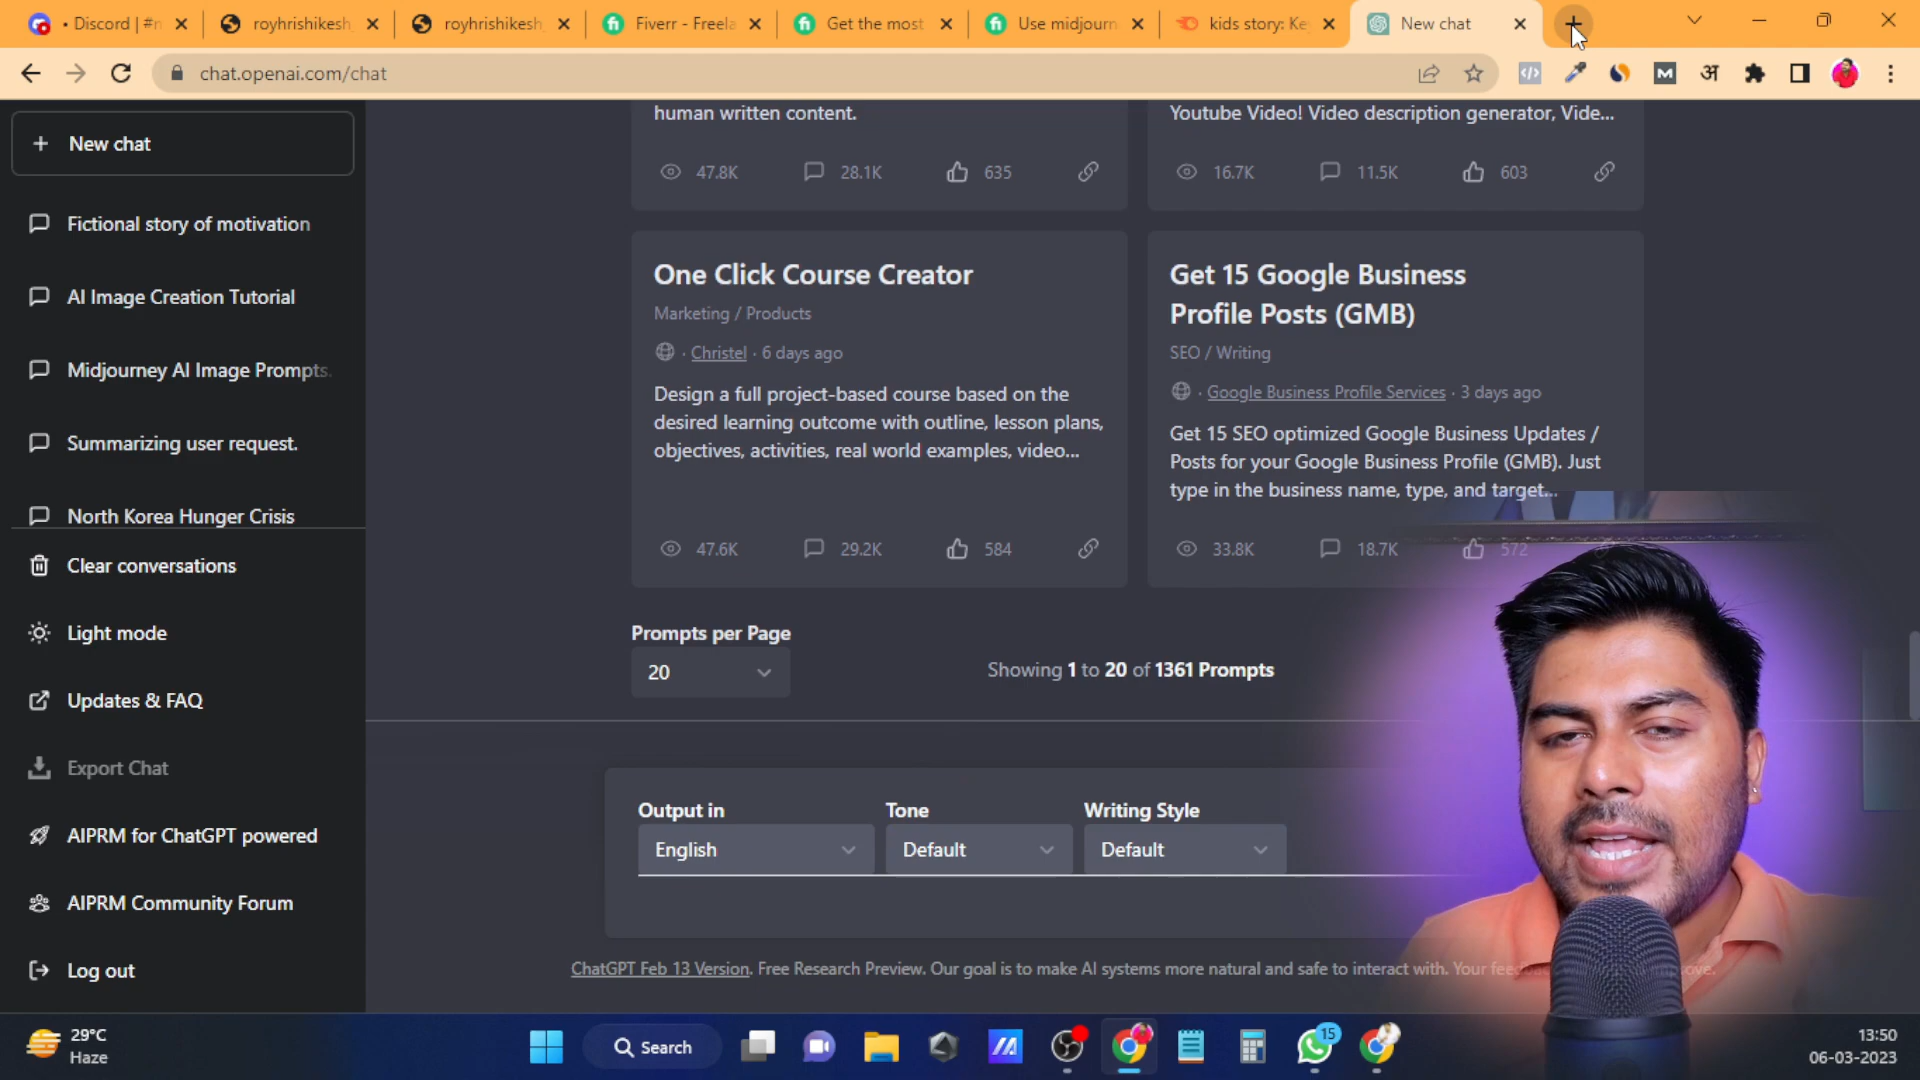 Discord | #n
royhrishikesh
royhrishikesh
Fiverr - Freela
Get the most
Use midjourn
kids story: Ke
New chat
chat.openai.com/chat
New chat
Fictional story of motivation
AI Image Creation Tutorial
Midjourney AI Image Prompts.
Summarizing user request.
North Korea Hunger Crisis
Clear conversations
Light mode
Updates & FAQ
Export Chat
AIPRM for ChatGPT powered
AIPRM Community Forum
Log out
human written content.
47.8K 28.1K 635
Youtube Video! Video description generator, Vide...
16.7K 11.5K 603
One Click Course Creator
Marketing / Products
· Christel · 6 days ago
Design a full project-based course based on the
desired learning outcome with outline, lesson plans,
objectives, activities, real world examples, video...
47.6K 29.2K 584
Get 15 Google Business
Profile Posts (GMB)
SEO / Writing
· Google Business Profile Services · 3 days ago
Get 15 SEO optimized Google Business Updates /
Posts for your Google Business Profile (GMB). Just
type in the business name, type, and target...
33.8K 18.7K 572
Prompts per Page
20
Showing 1 to 20 of 1361 Prompts
Output in Tone Writing Style
English Default Default
ChatGPT Feb 13 Version. Free Research Preview. Our goal is to make AI systems more natural and safe to interact with. Your
29°C
Haze
Search
15
13:50
06-03-2023